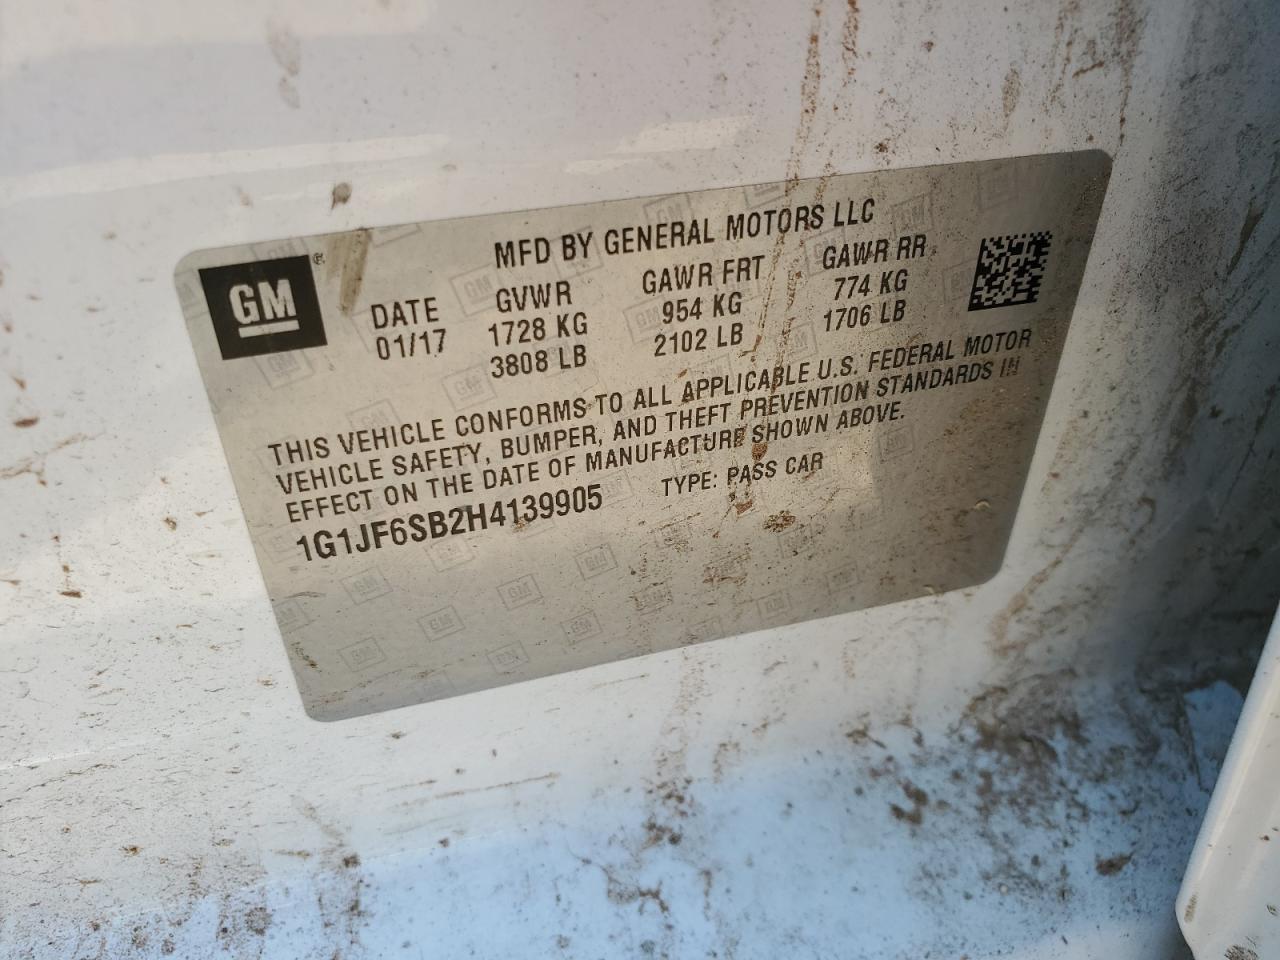 GM®
MFD BY GENERAL MOTORS LLC
DATE GVWR GAWR FRT GAWR RR
01/17 1728 KG 954 KG 774 KG
3808 LB 2102 LB 1706 LB
THIS VEHICLE CONFORMS TO ALL APPLICABLE U.S. FEDERAL MOTOR
VEHICLE SAFETY, BUMPER, AND THEFT PREVENTION STANDARDS IN
EFFECT ON THE DATE OF MANUFACTURE SHOWN ABOVE.
1G1JF6SB2H4139905 TYPE: PASS CAR